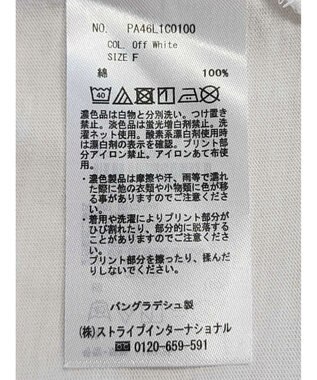 NO. PA46L1C0100
COL. Off White
SIZE F
綿 100%
40
濃色品は白物と分別洗い。つけ置き
禁止。淡色品は蛍光増白剤禁止。洗
濯ネット使用。酸素系漂白剤使用時
は漂白剤の表示を確認。プリント部
分アイロン禁止。アイロンあて布使
用。
・濃色製品は摩擦や汗、雨等で濡れ
た際に他の衣類や小物類に色が移
る事がありますのでご注意下さ
い。
・着用や洗濯によりプリント部分が
ひび割れたり、部分的に脱落する
ことがありますのでご注意下さ
い。
プリント部分を擦ったり、揉んだ
りしないでください。
バングラデシュ製
(株)ストライプインターナショナル
0120-659-591